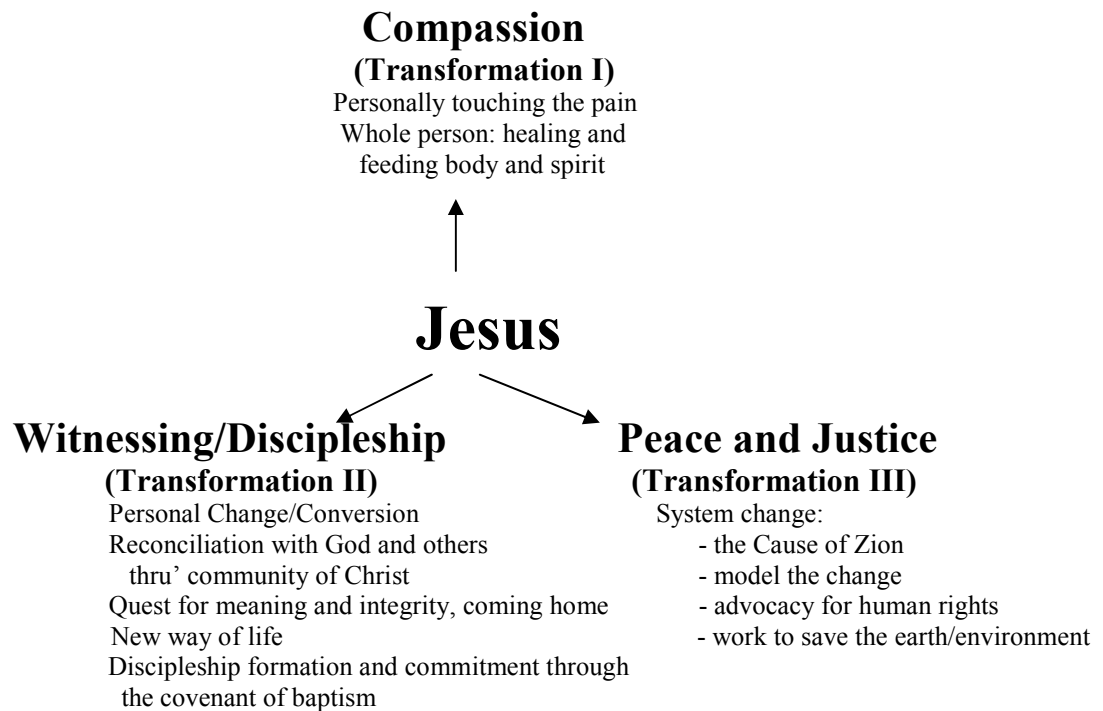 Compassion
(Transformation I)
Personally touching the pain
Whole person: healing and
feeding body and spirit
Jesus
Witnessing/Discipleship
(Transformation II)
Personal Change/Conversion
Reconciliation with God and others
thru’ community of Christ
Quest for meaning and integrity, coming home
New way of life
Discipleship formation and commitment through
the covenant of baptism
Peace and Justice
(Transformation III)
System change:
- the Cause of Zion
- model the change
- advocacy for human rights
- work to save the earth/environment